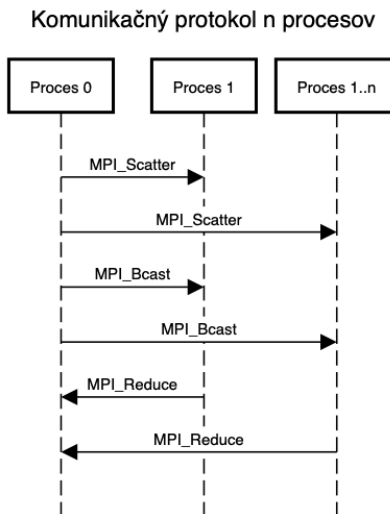 Komunikačný protokol n procesov
Proces 0
Proces 1
Proces 1..n
MPI_Scatter
MPI_Scatter
MPI_Bcast
MPI_Bcast
MPI_Reduce
MPI_Reduce